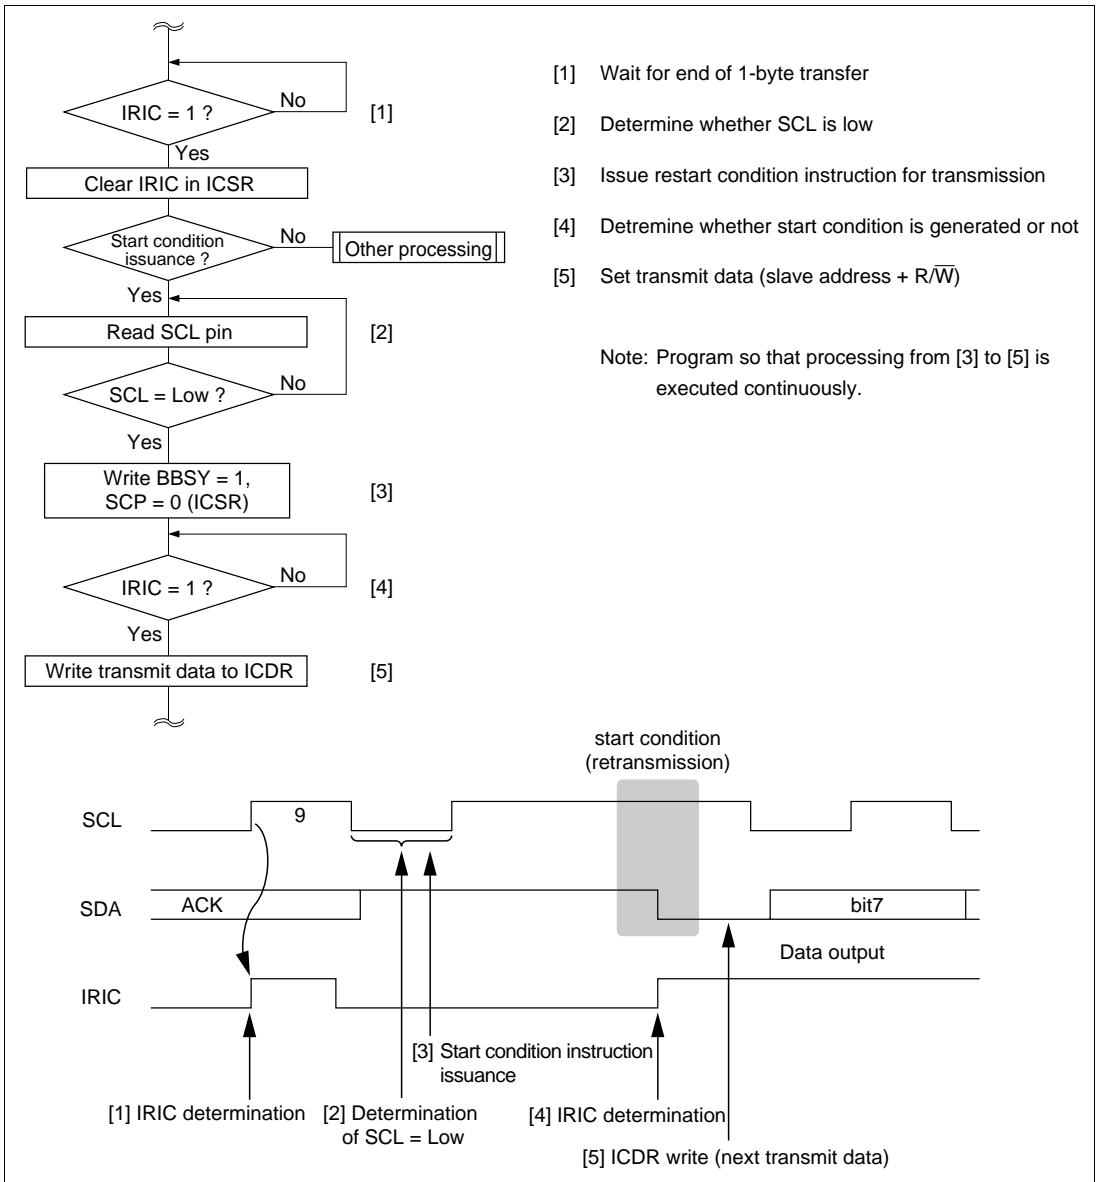 IRIC = 1 ?
No
[1]
Yes
Clear IRIC in ICSR
Start condition
issuance ?
No
Other processing
Yes
Read SCL pin
[2]
SCL = Low ?
No
Yes
Write BBSY = 1,
SCP = 0 (ICSR)
[3]
IRIC = 1 ?
No
[4]
Yes
Write transmit data to ICDR
[5]
[1] Wait for end of 1-byte transfer
[2] Determine whether SCL is low
[3] Issue restart condition instruction for transmission
[4] Detremine whether start condition is generated or not
[5] Set transmit data (slave address + R/W̅)
Note: Program so that processing from [3] to [5] is
executed continuously.
start condition
(retransmission)
SCL
9
SDA
ACK
bit7
Data output
IRIC
[3] Start condition instruction
issuance
[1] IRIC determination
[2] Determination
of SCL = Low
[4] IRIC determination
[5] ICDR write (next transmit data)